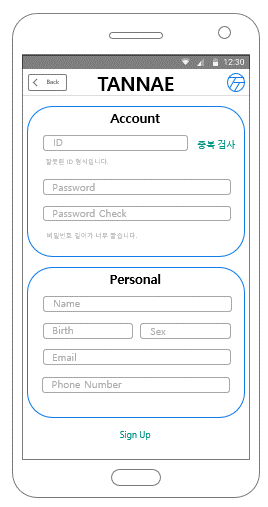 12:30
Back
TANNAE
Account
ID
중복 검사
잘못된 ID 형식입니다.
Password
Password Check
비밀번호 길이가 너무 짧습니다.
Personal
Name
Birth Sex
Email
Phone Number
Sign Up